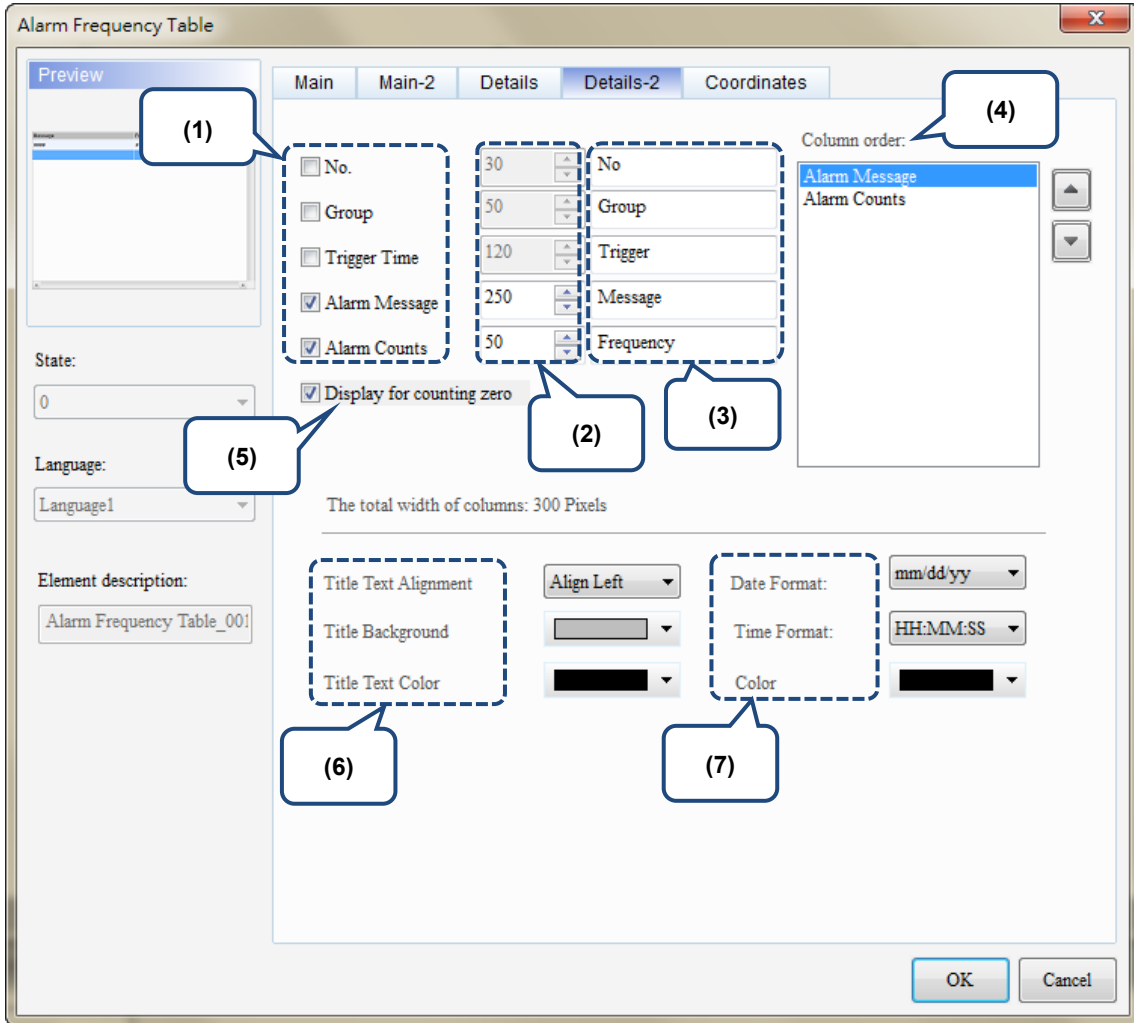 Alarm Frequency Table
Preview
Message
Main
Main-2
Details
Details-2
Coordinates
(1)
(4)
Column order:
No.
30
No
Alarm Message
Group
50
Group
Alarm Counts
Trigger Time
120
Trigger
Alarm Message
250
Message
Alarm Counts
50
Frequency
Display for counting zero
(2)
(3)
(5)
State:
0
Language:
Language1
The total width of columns: 300 Pixels
Element description:
Alarm Frequency Table_001
Title Text Alignment
Align Left
Date Format:
mm/dd/yy
Title Background
Time Format:
HH:MM:SS
Title Text Color
Color
(6)
(7)
OK
Cancel